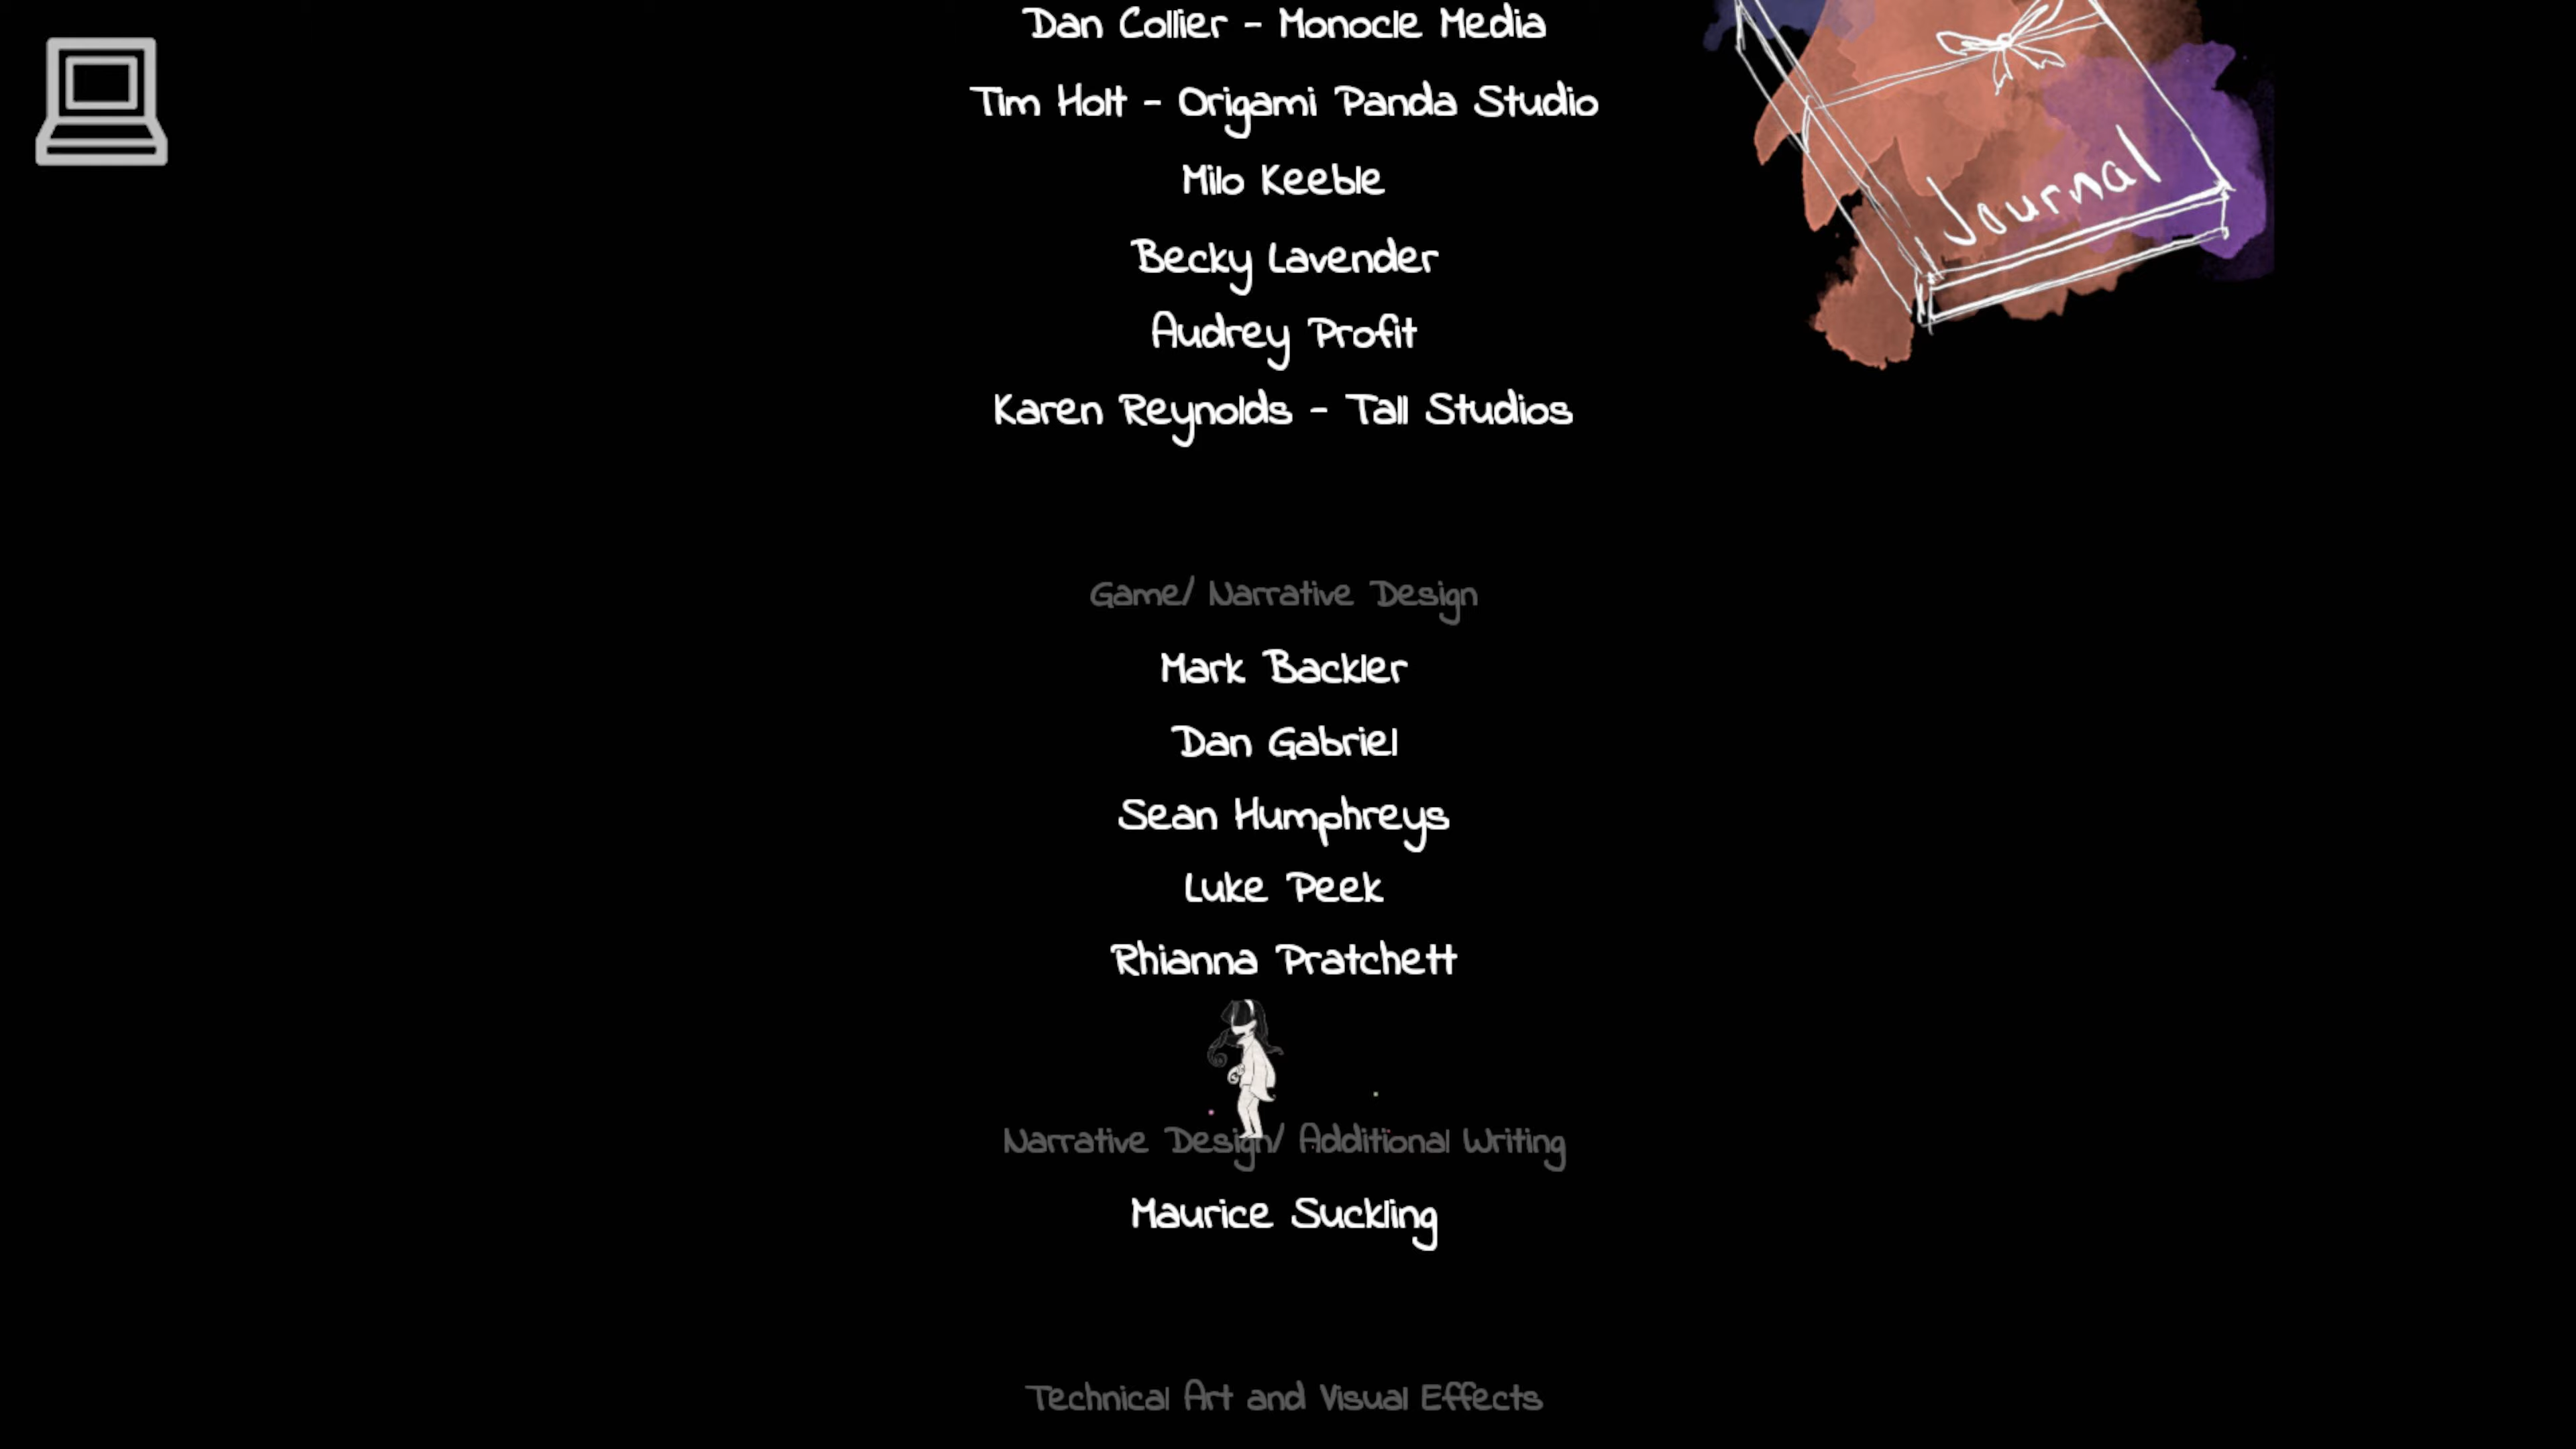 Dan Collier - Monocle Media
Tim Holt - Origami Panda Studio
Milo Keeble
Becky Lavender
Audrey Profit
Karen Reynolds - Tall Studios
Journal
Game/ Narrative Design
Mark Backler
Dan Gabriel
Sean Humphreys
Luke Peek
Rhianna Pratchett
Narrative Design/ Additional Writing
Maurice Suckling
Technical Art and Visual Effects